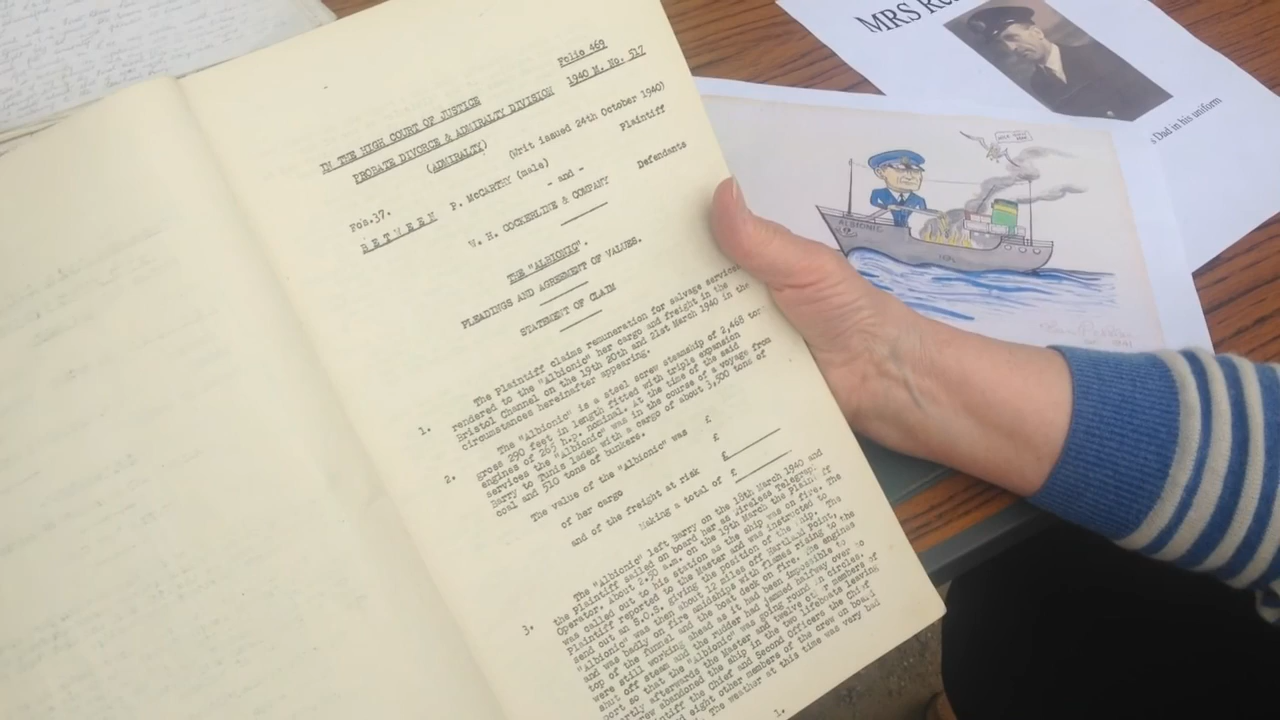 Folio 469
1940 M. No. 517
IN THE HIGH COURT OF JUSTICE
PROBATE DIVORCE & ADMIRALTY DIVISION
(ADMIRALTY)
(Writ issued 24th October 1940)
Fos.37.
BETWEEN P. McCARTHY (male) Plaintiff
- and -
W. H. COCKERLINE & COMPANY Defendants
THE "ALBIONIC".
PLEADINGS AND AGREEMENT OF VALUES.
STATEMENT OF CLAIM
1. The Plaintiff claims remuneration for salvage services
rendered to the "Albionic" her cargo and freight in the
Bristol Channel on the 19th 20th and 21st March 1940 in the
circumstances hereinafter appearing.
2. The "Albionic" is a steel screw steamship of 2,468 tons
gross 290 feet in length fitted with triple expansion
engines of 265 h.p. nominal. At the time of the said
services the "Albionic" was in the course of a voyage from
Barry to Tunis laden with a cargo of about 3,500 tons of
coal and 510 tons of bunkers.
The value of the "Albionic" was £
of her cargo £
and of the freight at risk £
Making a total of £
3. The "Albionic" left Barry on the 18th March 1940 and
the Plaintiff sailed on board her as Wireless Telegraph
Operator. About 2.50 a.m. on the 19th March the Plaintiff
was called out to his station as the ship was on fire. The
Plaintiff reported to the Master and was instructed to
send out an S.O.S. giving the position of the ship. The
"Albionic" was then about 12 miles off Hartland Point,
and was badly on fire amidships with flames rising to the
top of the funnel and the boat deck on fire. The engines
were still working ahead as it had been impossible to
shut off steam and the rudder had jammed halfway over to
port so that the "Albionic" was going round in circles.
afterwards the Master and twelve other members of
crew abandoned the ship in the two lifeboats leaving
the Chief and Second Officers the Chief
and eight other members of the crew on board
The weather at this time was very bad
1.
MRS
Dad in his uniform
ALBIONIC